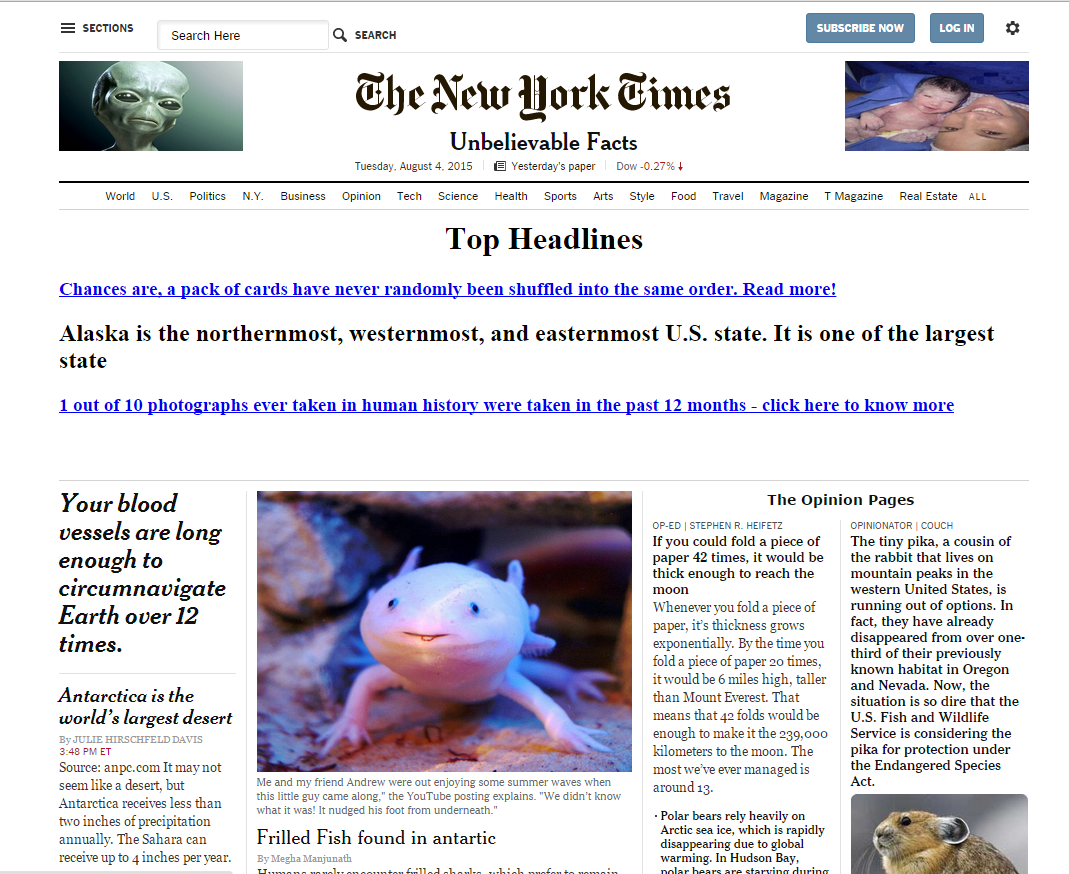 SECTIONS
Search Here
SEARCH
SUBSCRIBE NOW
LOG IN
The New York Times
Unbelievable Facts
Tuesday, August 4, 2015
Yesterday's paper
Dow -0.27%
World U.S. Politics N.Y. Business Opinion Tech Science Health Sports Arts Style Food Travel Magazine T Magazine Real Estate ALL
Top Headlines
Chances are, a pack of cards have never randomly been shuffled into the same order. Read more!
Alaska is the northernmost, westernmost, and easternmost U.S. state. It is one of the largest
state
1 out of 10 photographs ever taken in human history were taken in the past 12 months - click here to know more
Your blood
vessels are long
enough to
circumnavigate
Earth over 12
times.
Antarctica is the
world's largest desert
By JULIE HIRSCHFELD DAVIS
3:48 PM ET
Source: anpc.com It may not
seem like a desert, but
Antarctica receives less than
two inches of precipitation
annually. The Sahara can
receive up to 4 inches per year.
Me and my friend Andrew were out enjoying some summer waves when
this little guy came along," the YouTube posting explains. "We didn't know
what it was! It nudged his foot from underneath."
Frilled Fish found in antartic
By Megha Manjunath
Humans rarely encounter frilled sharks, which prefer to remain
The Opinion Pages
OP-ED | STEPHEN R. HEIFETZ
If you could fold a piece of
paper 42 times, it would be
thick enough to reach the
moon
Whenever you fold a piece of
paper, it's thickness grows
exponentially. By the time you
fold a piece of paper 20 times,
it would be 6 miles high, taller
than Mount Everest. That
means that 42 folds would be
enough to make it the 239,000
kilometers to the moon. The
most we've ever managed is
around 13.
· Polar bears rely heavily on
Arctic sea ice, which is rapidly
disappearing due to global
warming. In Hudson Bay,
polar bears are starving during
OPINIONATOR | COUCH
The tiny pika, a cousin of
the rabbit that lives on
mountain peaks in the
western United States, is
running out of options. In
fact, they have already
disappeared from over one-
third of their previously
known habitat in Oregon
and Nevada. Now, the
situation is so dire that the
U.S. Fish and Wildlife
Service is considering the
pika for protection under
the Endangered Species
Act.